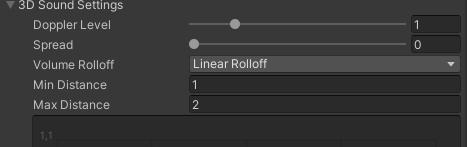 3D Sound Settings
Doppler Level 1
Spread 0
Volume Rolloff Linear Rolloff
Min Distance 1
Max Distance 2
1,1